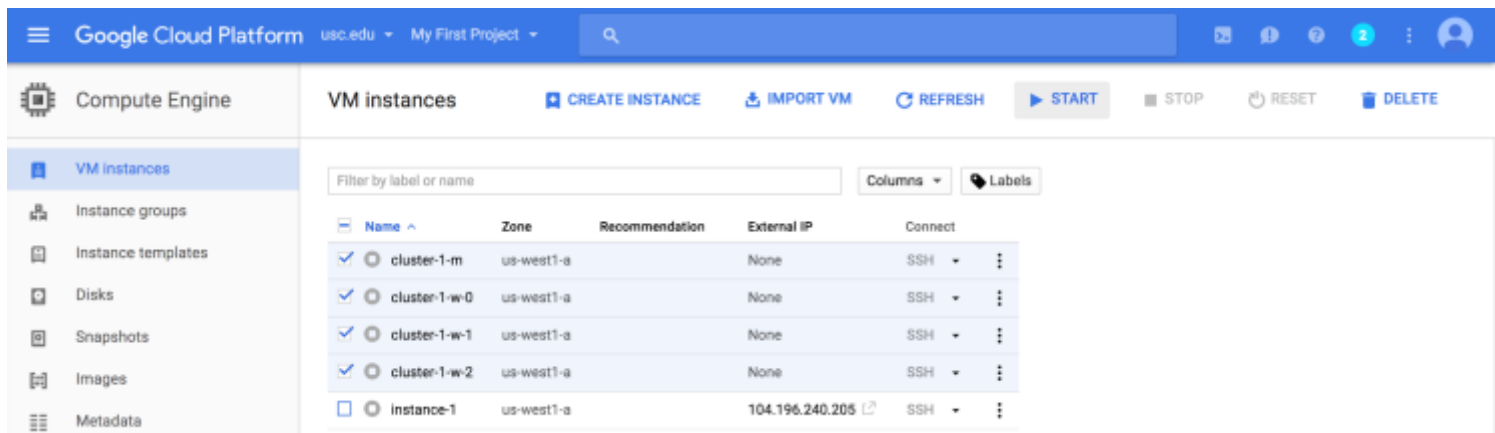 Google Cloud Platform usc.edu My First Project 2
Compute Engine
VM instances CREATE INSTANCE IMPORT VM REFRESH START STOP RESET DELETE
VM instances
Instance groups
Instance templates
Disks
Snapshots
Images
Metadata
Filter by label or name Columns Labels
Name Zone Recommendation External IP Connect
cluster-1-m us-west1-a None SSH
cluster-1-w-0 us-west1-a None SSH
cluster-1-w-1 us-west1-a None SSH
cluster-1-w-2 us-west1-a None SSH
instance-1 us-west1-a 104.196.240.205 SSH